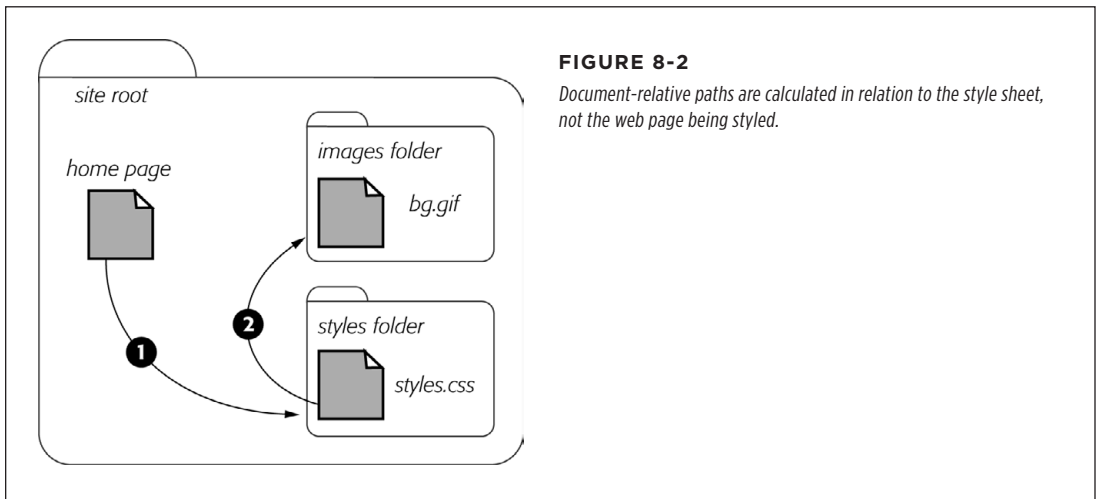 site root
home page
images folder
bg.gif
2
1
styles folder
styles.css
FIGURE 8-2
Document-relative paths are calculated in relation to the style sheet,
not the web page being styled.